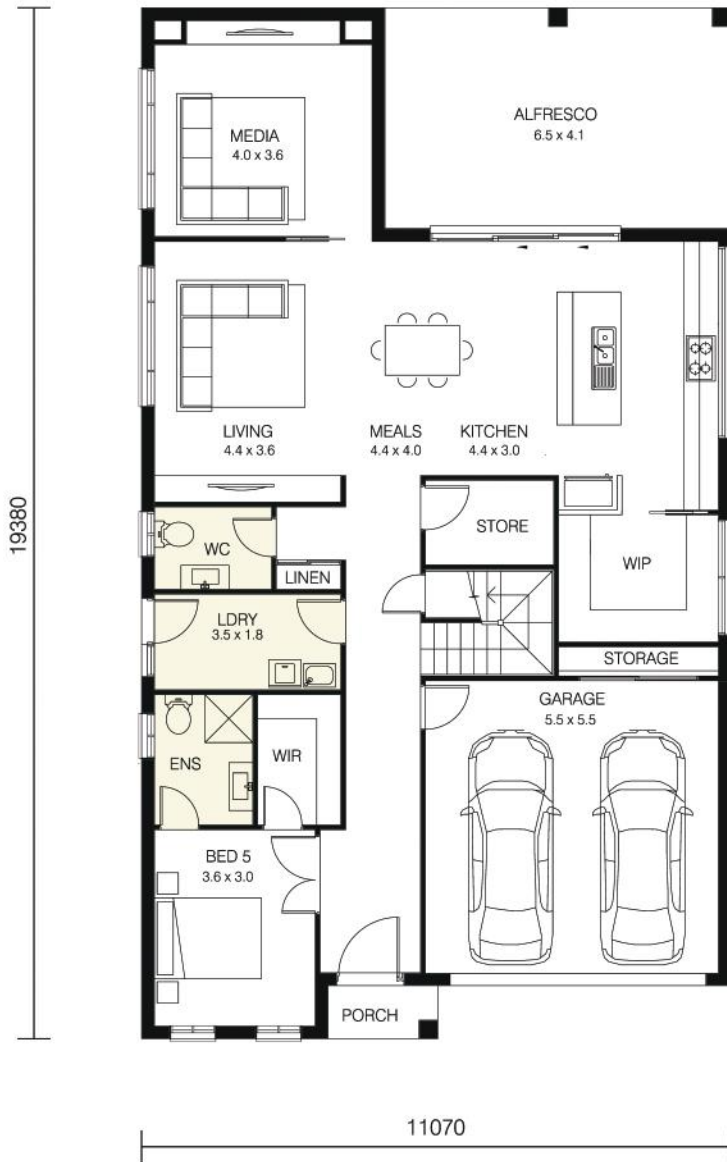 MEDIA
4.0 x 3.6
ALFRESCO
6.5 x 4.1
LIVING
4.4 x 3.6
MEALS
4.4 x 4.0
KITCHEN
4.4 x 3.0
19380
WC
LINEN
STORE
WIP
LDRY
3.5 x 1.8
STORAGE
GARAGE
5.5 x 5.5
ENS
WIR
BED 5
3.6 x 3.0
PORCH
11070